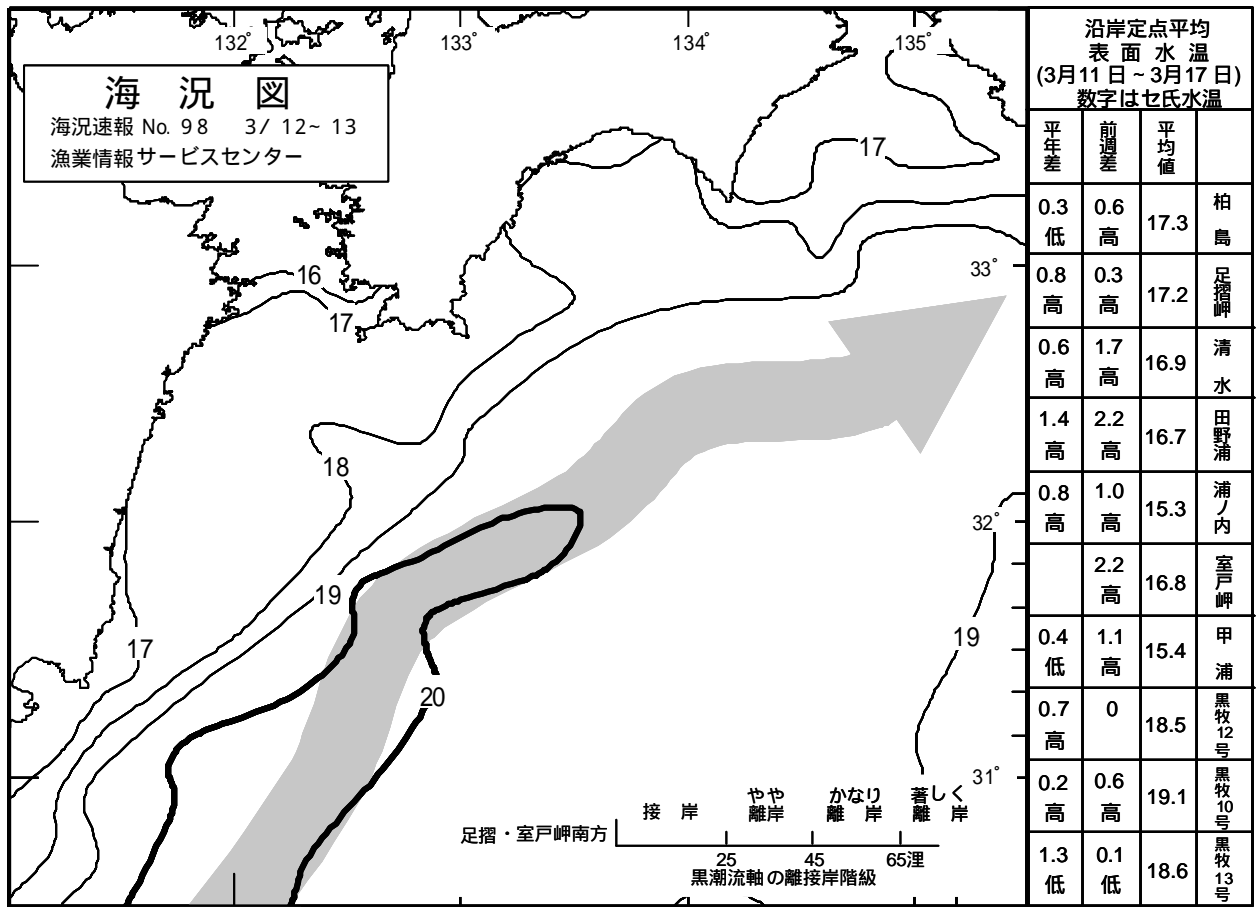 132° 133° 134° 135°
海 況 図
海況速報 No. 98 3/ 12~ 13
漁業情報サービスセンター
17
16
17
33°
18
32°
19
19
17
20
31°
接 岸 やや かなり 著しく
離岸 離 岸 離 岸
足摺・室戸岬南方
25 45 65浬
黒潮流軸の離接岸階級
沿岸定点平均
表 面 水 温
(3月11日~3月17日)
数字はセ氏水温
平年差 前週差 平均値
0.3低 0.6高 17.3 柏島
0.8高 0.3高 17.2 足摺岬
0.6高 1.7高 16.9 清水
1.4高 2.2高 16.7 田野浦
0.8高 1.0高 15.3 浦ノ内
2.2高 16.8 室戸岬
0.4低 1.1高 15.4 甲浦
0.7高 0 18.5 黒牧12号
0.2高 0.6高 19.1 黒牧10号
1.3低 0.1低 18.6 黒牧13号